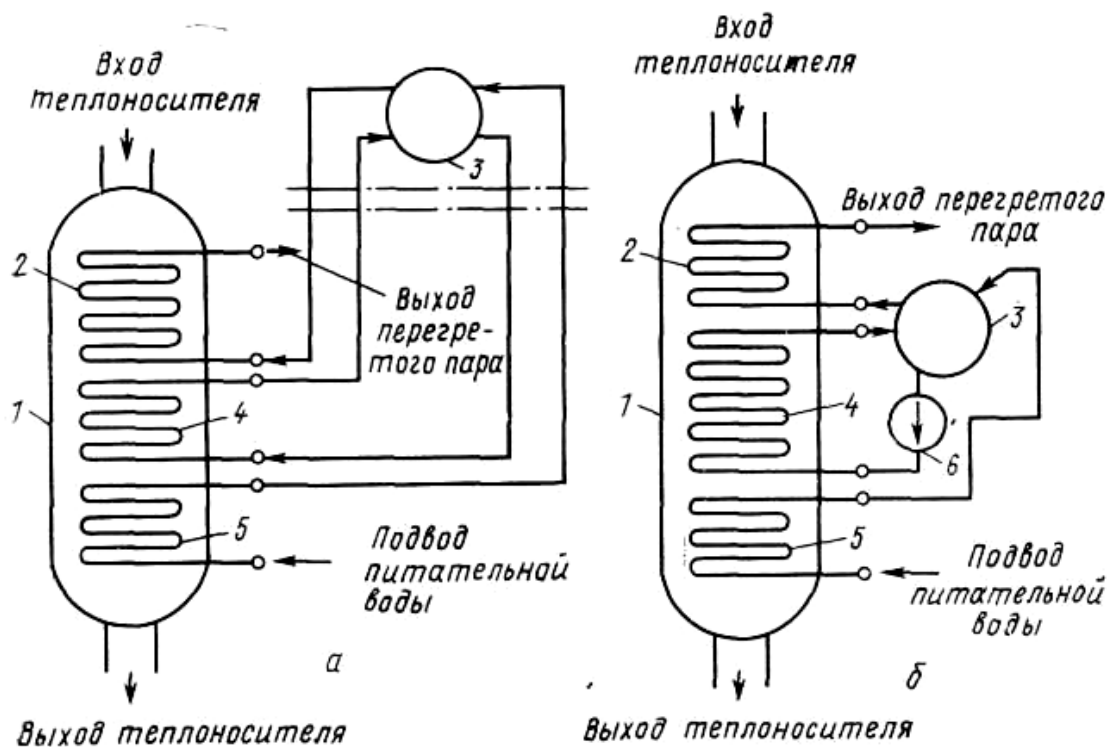 Вход
теплоносителя
3
2
Выход
перегре-
того пара
1
4
5
Подвод
питательной
воды
а
Выход теплоносителя
Вход
теплоносителя
Выход перегретого
пара
2
3
1
4
6
5
Подвод
питательной
воды
б
Выход теплоносителя